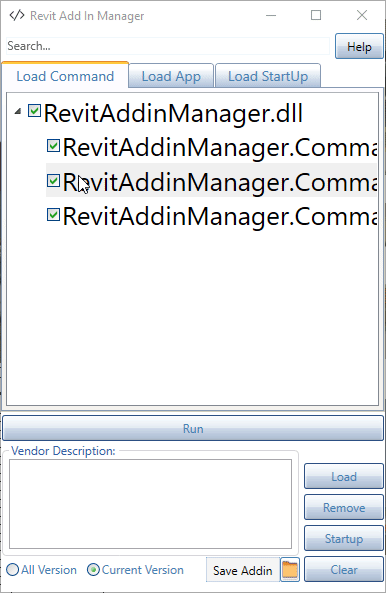 Revit Add In Manager
Search...
Help
Load Command
Load App
Load StartUp
RevitAddinManager.dll
RevitAddinManager.Comma
RevitAddinManager.Comma
RevitAddinManager.Comma
Run
Vendor Description:
Load
Remove
Startup
All Version
Current Version
Save Addin
Clear